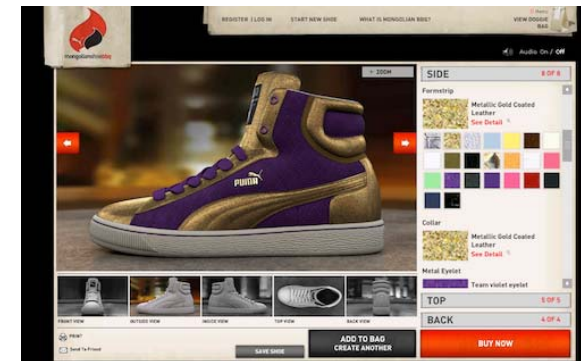 REGISTER | LOG IN
START NEW SHOE
WHAT IS MONGOLIAN BBQ?
0 items
VIEW DOGGIE BAG
mongolianshoebbq
Audio On / Off
+ ZOOM
PUMA
FRONT VIEW
OUTSIDE VIEW
INSIDE VIEW
TOP VIEW
BACK VIEW
PRINT
Send To Friend
SAVE SHOE
ADD TO BAG
CREATE ANOTHER
SIDE
8 OF 8
Formstrip
Metallic Gold Coated
Leather
See Detail
Collar
Metallic Gold Coated
Leather
See Detail
Metal Eyelet
Team violet eyelet
TOP
5 OF 5
BACK
4 OF 4
BUY NOW